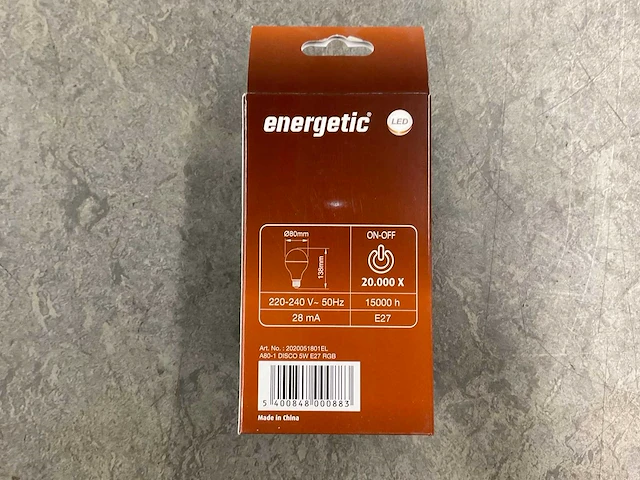 energetic® LED
Ø80mm
138mm
ON-OFF
20.000 X
220-240 V~ 50Hz 15000 h
28 mA E27
Art. No. : 2020051801EL
A80-1 DISCO 5W E27 RGB
5 400848 000883
Made in China